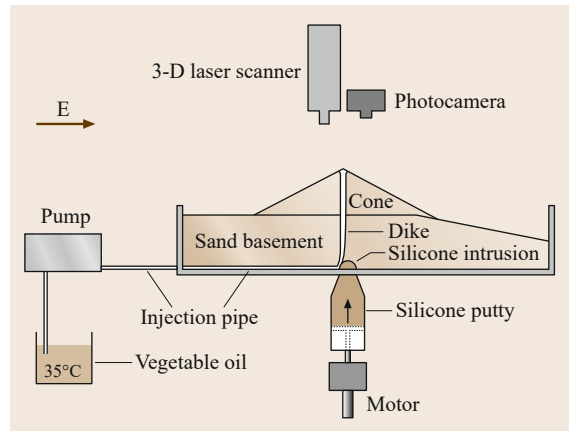 3-D laser scanner
Photocamera
E
Cone
Pump
Sand basement
Dike
Silicone intrusion
Injection pipe
Silicone putty
Vegetable oil
35°C
Motor